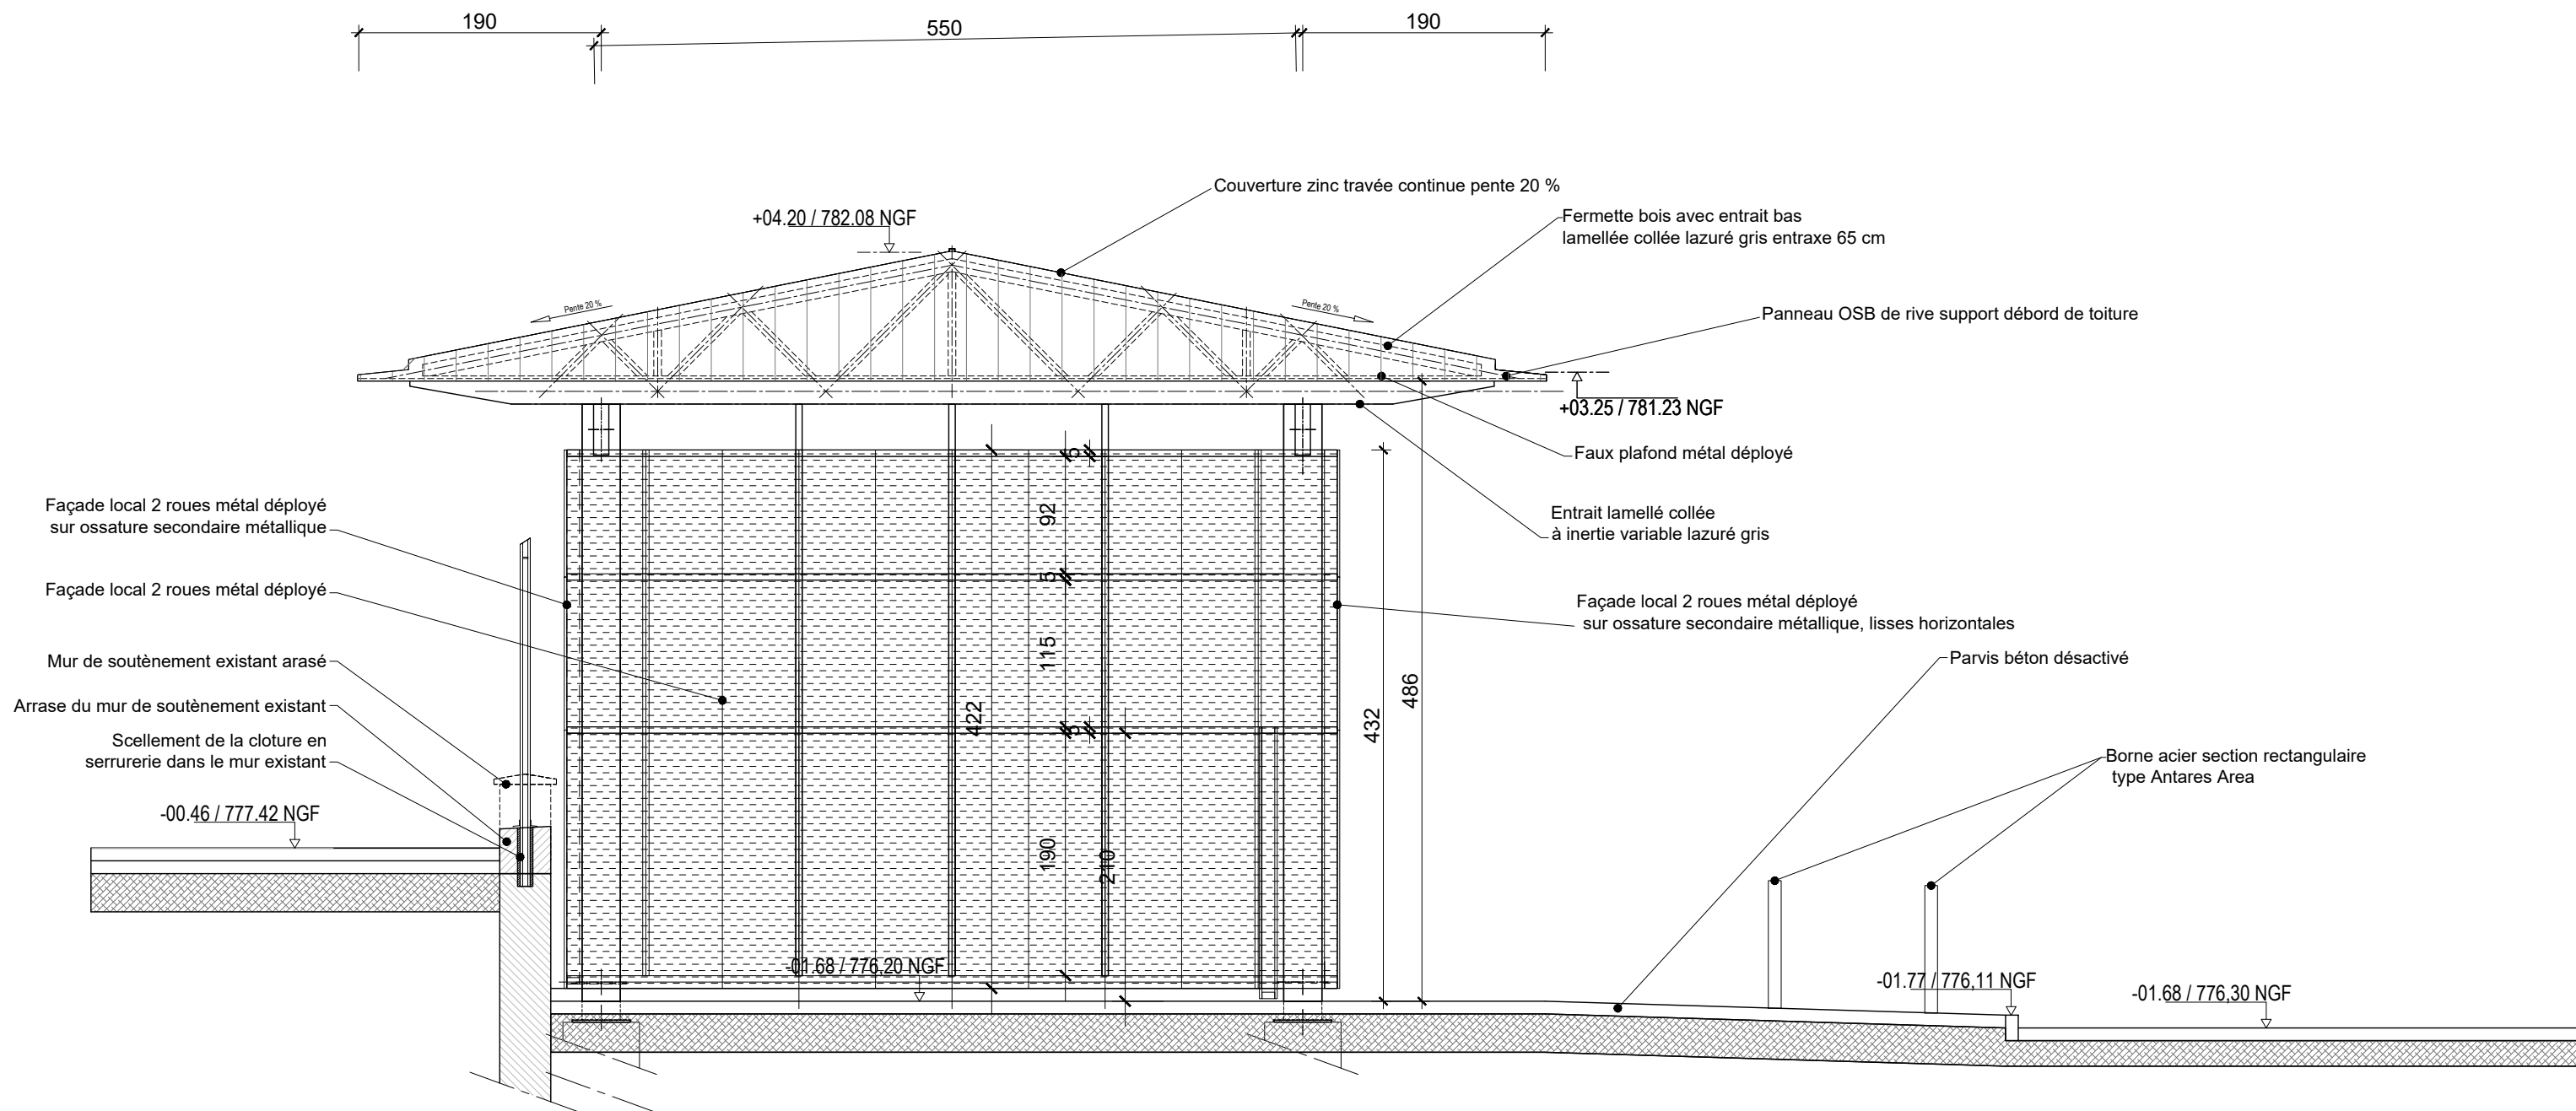 190
550
190
Couverture zinc travée continue pente 20 %
+04.20 / 782.08 NGF
Fermette bois avec entrait bas
lamellée collée lazuré gris entraxe 65 cm
Pente 20 %
Pente 20 %
Panneau OSB de rive support débord de toiture
+03.25 / 781.23 NGF
Faux plafond métal déployé
Entrait lamellé collée
à inertie variable lazuré gris
Façade local 2 roues métal déployé
sur ossature secondaire métallique
Façade local 2 roues métal déployé
Mur de soutènement existant arasé
Arrase du mur de soutènement existant
Scellement de la cloture en
serrurerie dans le mur existant
-00.46 / 777.42 NGF
5
92
5
115
422
5
190
210
432
486
Façade local 2 roues métal déployé
sur ossature secondaire métallique, lisses horizontales
Parvis béton désactivé
Borne acier section rectangulaire
type Antares Area
-01.68 / 776,20 NGF
-01.77 / 776,11 NGF
-01.68 / 776,30 NGF